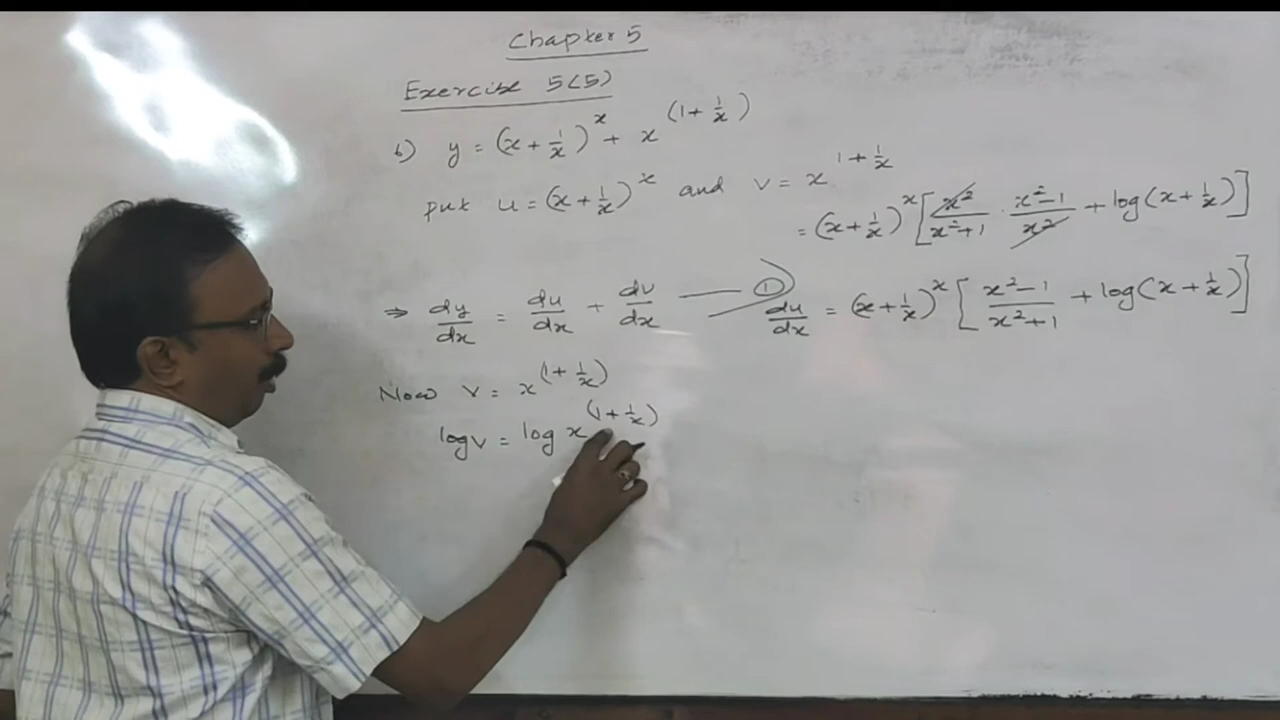 Chapter 5
Exercise 5(5)
6) y = (x + 1/x)^x + x^(1 + 1/x)
put u = (x + 1/x)^x and v = x^1 + 1/x
= (x + 1/x)^x [x²/x²+1 · x²-1/x² + log(x + 1/x)]
⇒ dy/dx = du/dx + dv/dx —— ①
du/dx = (x + 1/x)^x [x²-1/x²+1 + log(x + 1/x)]
Now v = x^(1 + 1/x)
logv = log x^(1 + 1/x)